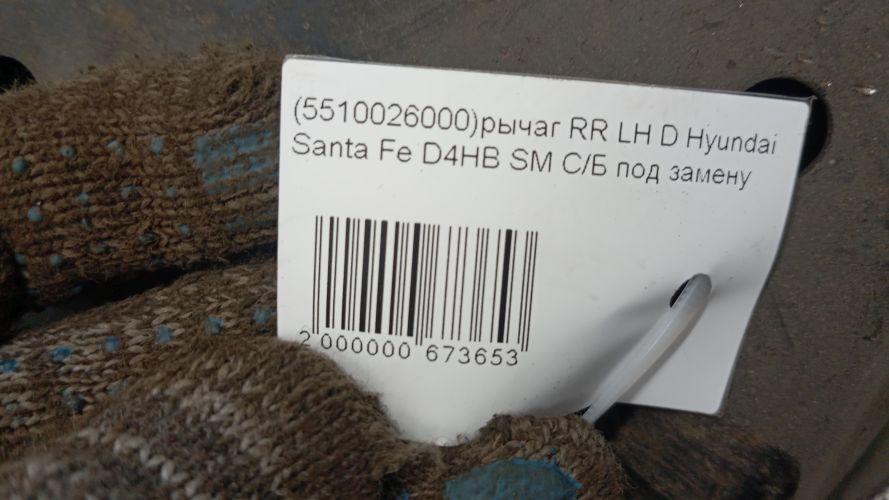 (5510026000)рычаг RR LH D Hyundai
Santa Fe D4HB SM С/Б под замену
2 000000 673653